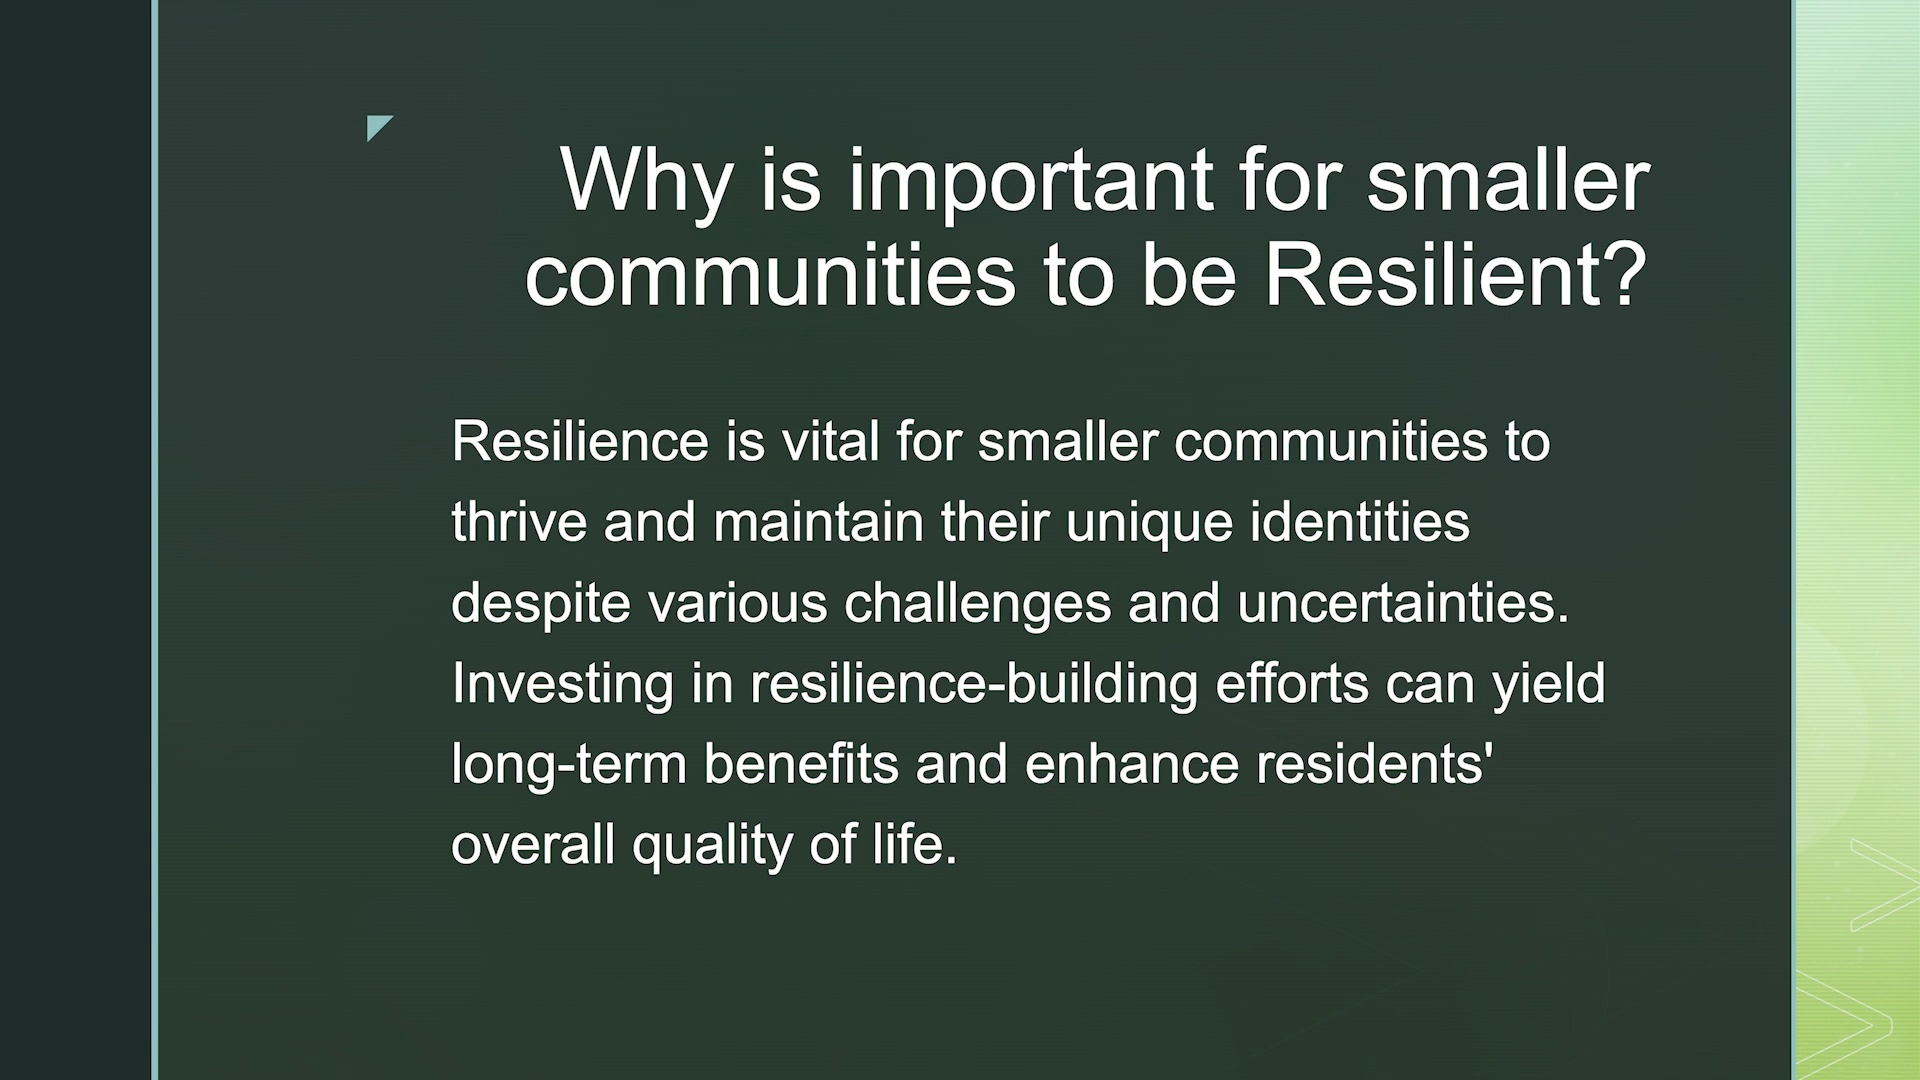 Why is important for smaller
communities to be Resilient?
Resilience is vital for smaller communities to
thrive and maintain their unique identities
despite various challenges and uncertainties.
Investing in resilience-building efforts can yield
long-term benefits and enhance residents'
overall quality of life.